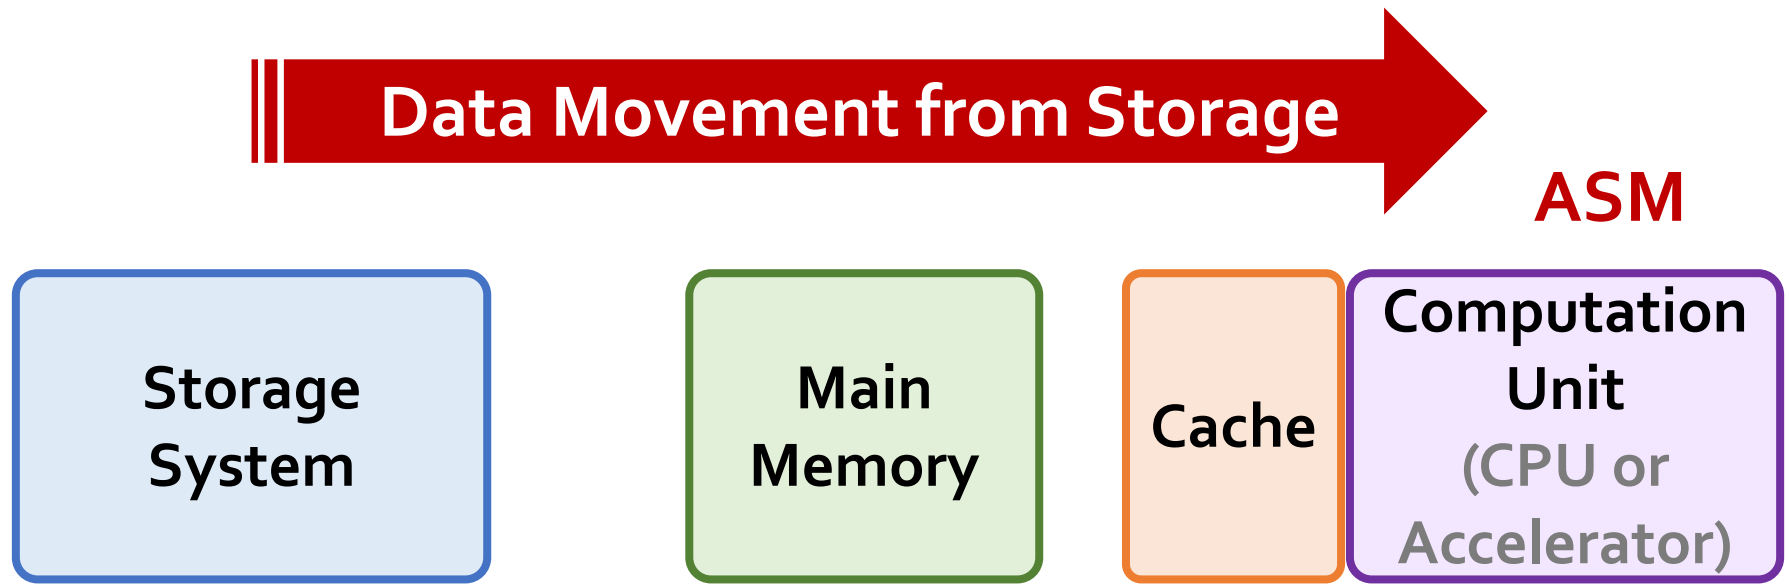 Data Movement from Storage
ASM
Storage
System
Main
Memory
Cache
Computation
Unit
(CPU or
Accelerator)